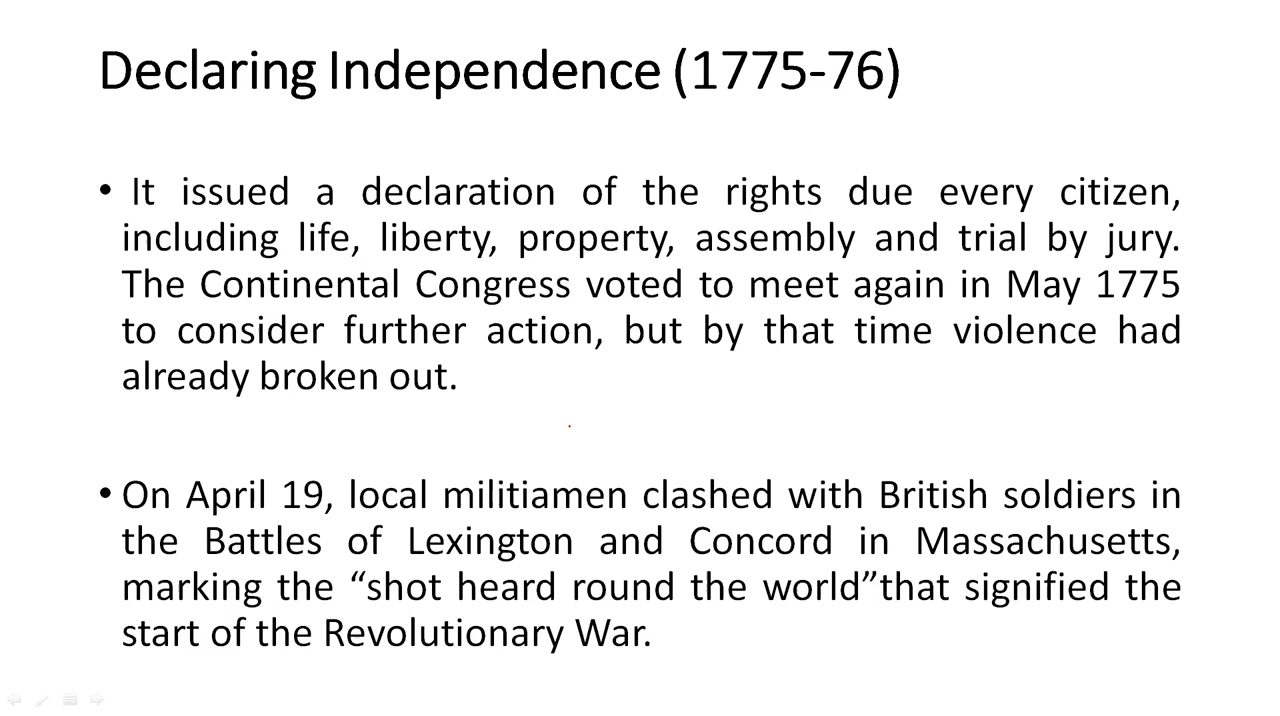 Declaring Independence (1775-76)
• It issued a declaration of the rights due every citizen,
including life, liberty, property, assembly and trial by jury.
The Continental Congress voted to meet again in May 1775
to consider further action, but by that time violence had
already broken out.
• On April 19, local militiamen clashed with British soldiers in
the Battles of Lexington and Concord in Massachusetts,
marking the “shot heard round the world”that signified the
start of the Revolutionary War.